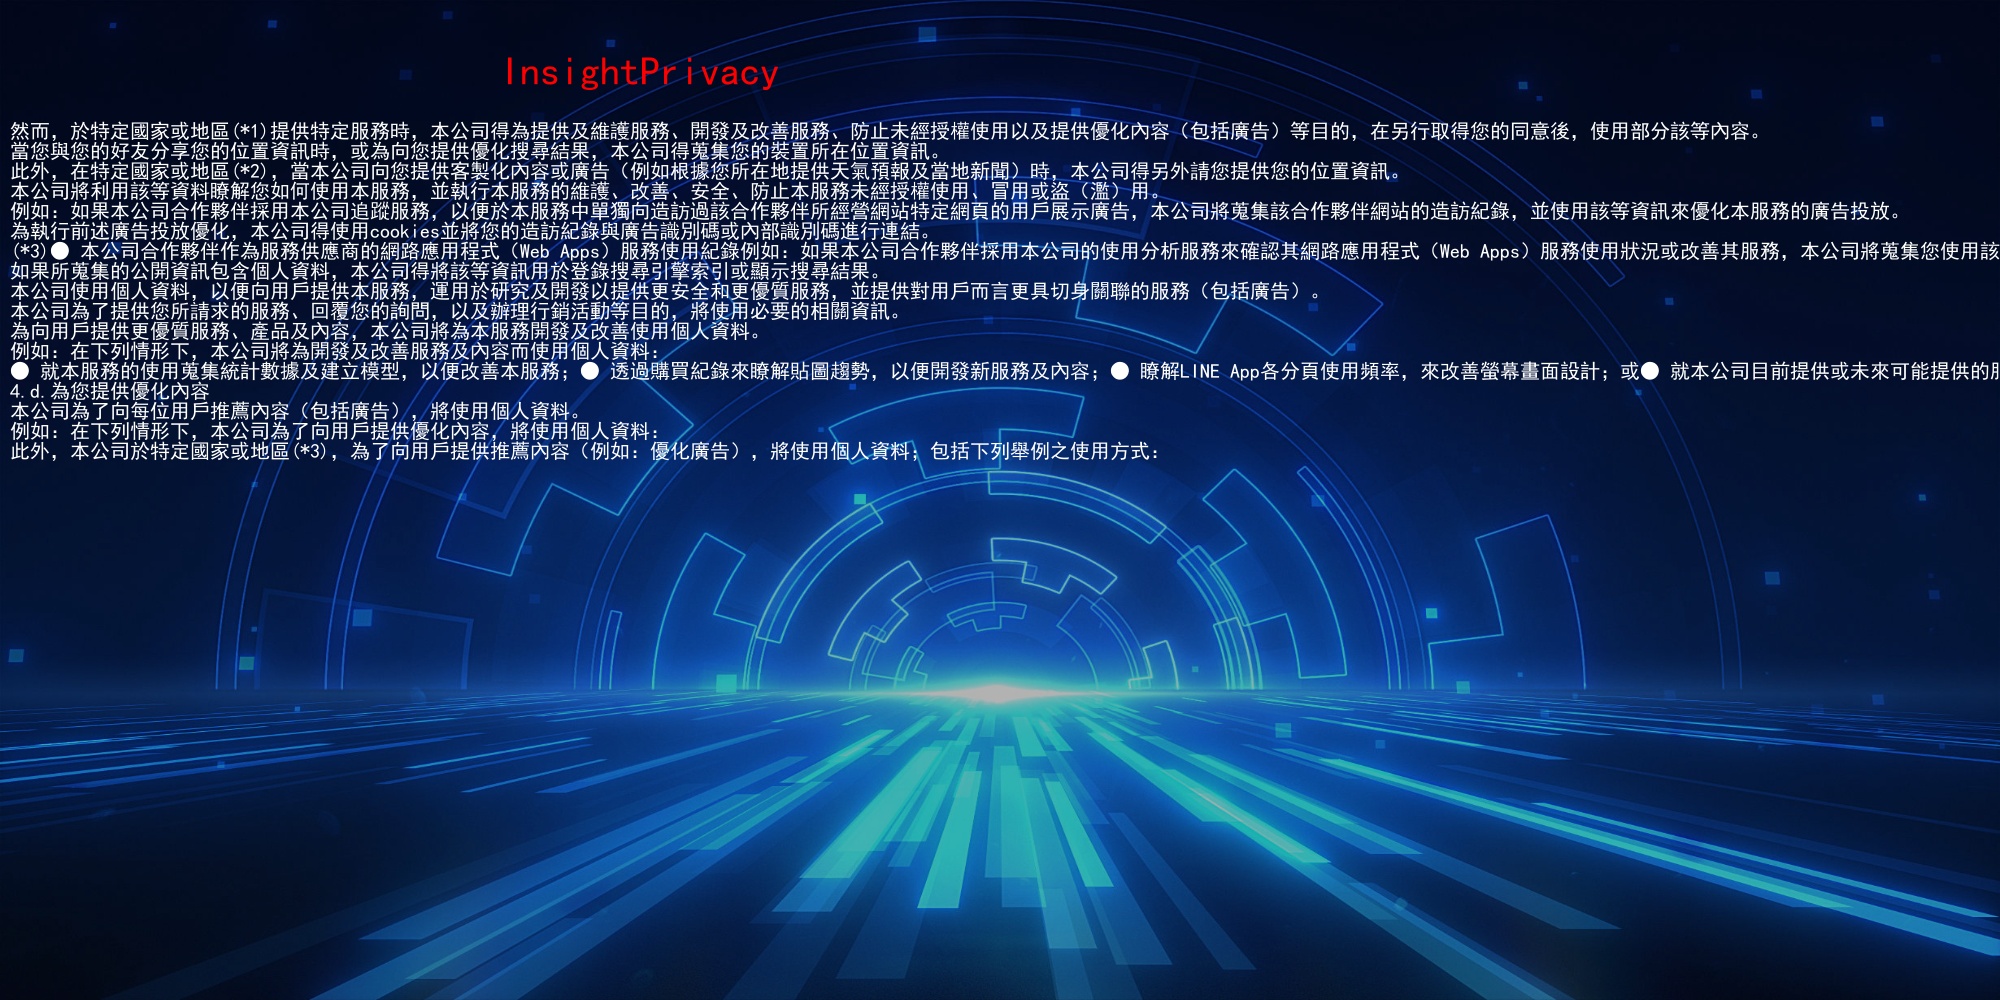 InsightPrivacy
然而，於特定國家或地區(*1)提供特定服務時，本公司得為提供及維護服務、開發及改善服務、防止未經授權使用以及提供優化內容（包括廣告）等目的，在另行取得您的同意後，使用部分該等內容。
當您與您的好友分享您的位置資訊時，或為向您提供優化搜尋結果，本公司得蒐集您的裝置所在位置資訊。
此外，在特定國家或地區(*2)，當本公司向您提供客製化內容或廣告（例如根據您所在地提供天氣預報及當地新聞）時，本公司得另外請您提供您的位置資訊。
本公司將利用該等資料瞭解您如何使用本服務，並執行本服務的維護、改善、安全、防止本服務未經授權使用、冒用或盜（濫）用。
例如：如果本公司合作夥伴採用本公司追蹤服務，以便於本服務中單獨向造訪過該合作夥伴所經營網站特定網頁的用戶展示廣告，本公司將蒐集該合作夥伴網站的造訪紀錄，並使用該等資訊來優化本服務的廣告投放。
為執行前述廣告投放優化，本公司得使用cookies並將您的造訪紀錄與廣告識別碼或內部識別碼進行連結。
(*3)● 本公司合作夥伴作為服務供應商的網路應用程式（Web Apps）服務使用紀錄例如：如果本公司合作夥伴採用本公司的使用分析服務來確認其網路應用程式（Web Apps）服務使用狀況或改善其服務，本公司將蒐集您使用該
如果所蒐集的公開資訊包含個人資料，本公司得將該等資訊用於登錄搜尋引擎索引或顯示搜尋結果。
本公司使用個人資料，以便向用戶提供本服務，運用於研究及開發以提供更安全和更優質服務，並提供對用戶而言更具切身關聯的服務（包括廣告）。
本公司為了提供您所請求的服務、回覆您的詢問，以及辦理行銷活動等目的，將使用必要的相關資訊。
為向用戶提供更優質服務、產品及內容，本公司將為本服務開發及改善使用個人資料。
例如：在下列情形下，本公司將為開發及改善服務及內容而使用個人資料：
● 就本服務的使用蒐集統計數據及建立模型，以便改善本服務；● 透過購買紀錄來瞭解貼圖趨勢，以便開發新服務及內容；● 瞭解LINE App各分頁使用頻率，來改善螢幕畫面設計；或● 就本公司目前提供或未來可能提供的服
4.d.為您提供優化內容
本公司為了向每位用戶推薦內容（包括廣告），將使用個人資料。
例如：在下列情形下，本公司為了向用戶提供優化內容，將使用個人資料：
此外，本公司於特定國家或地區(*3)，為了向用戶提供推薦內容（例如：優化廣告），將使用個人資料；包括下列舉例之使用方式：